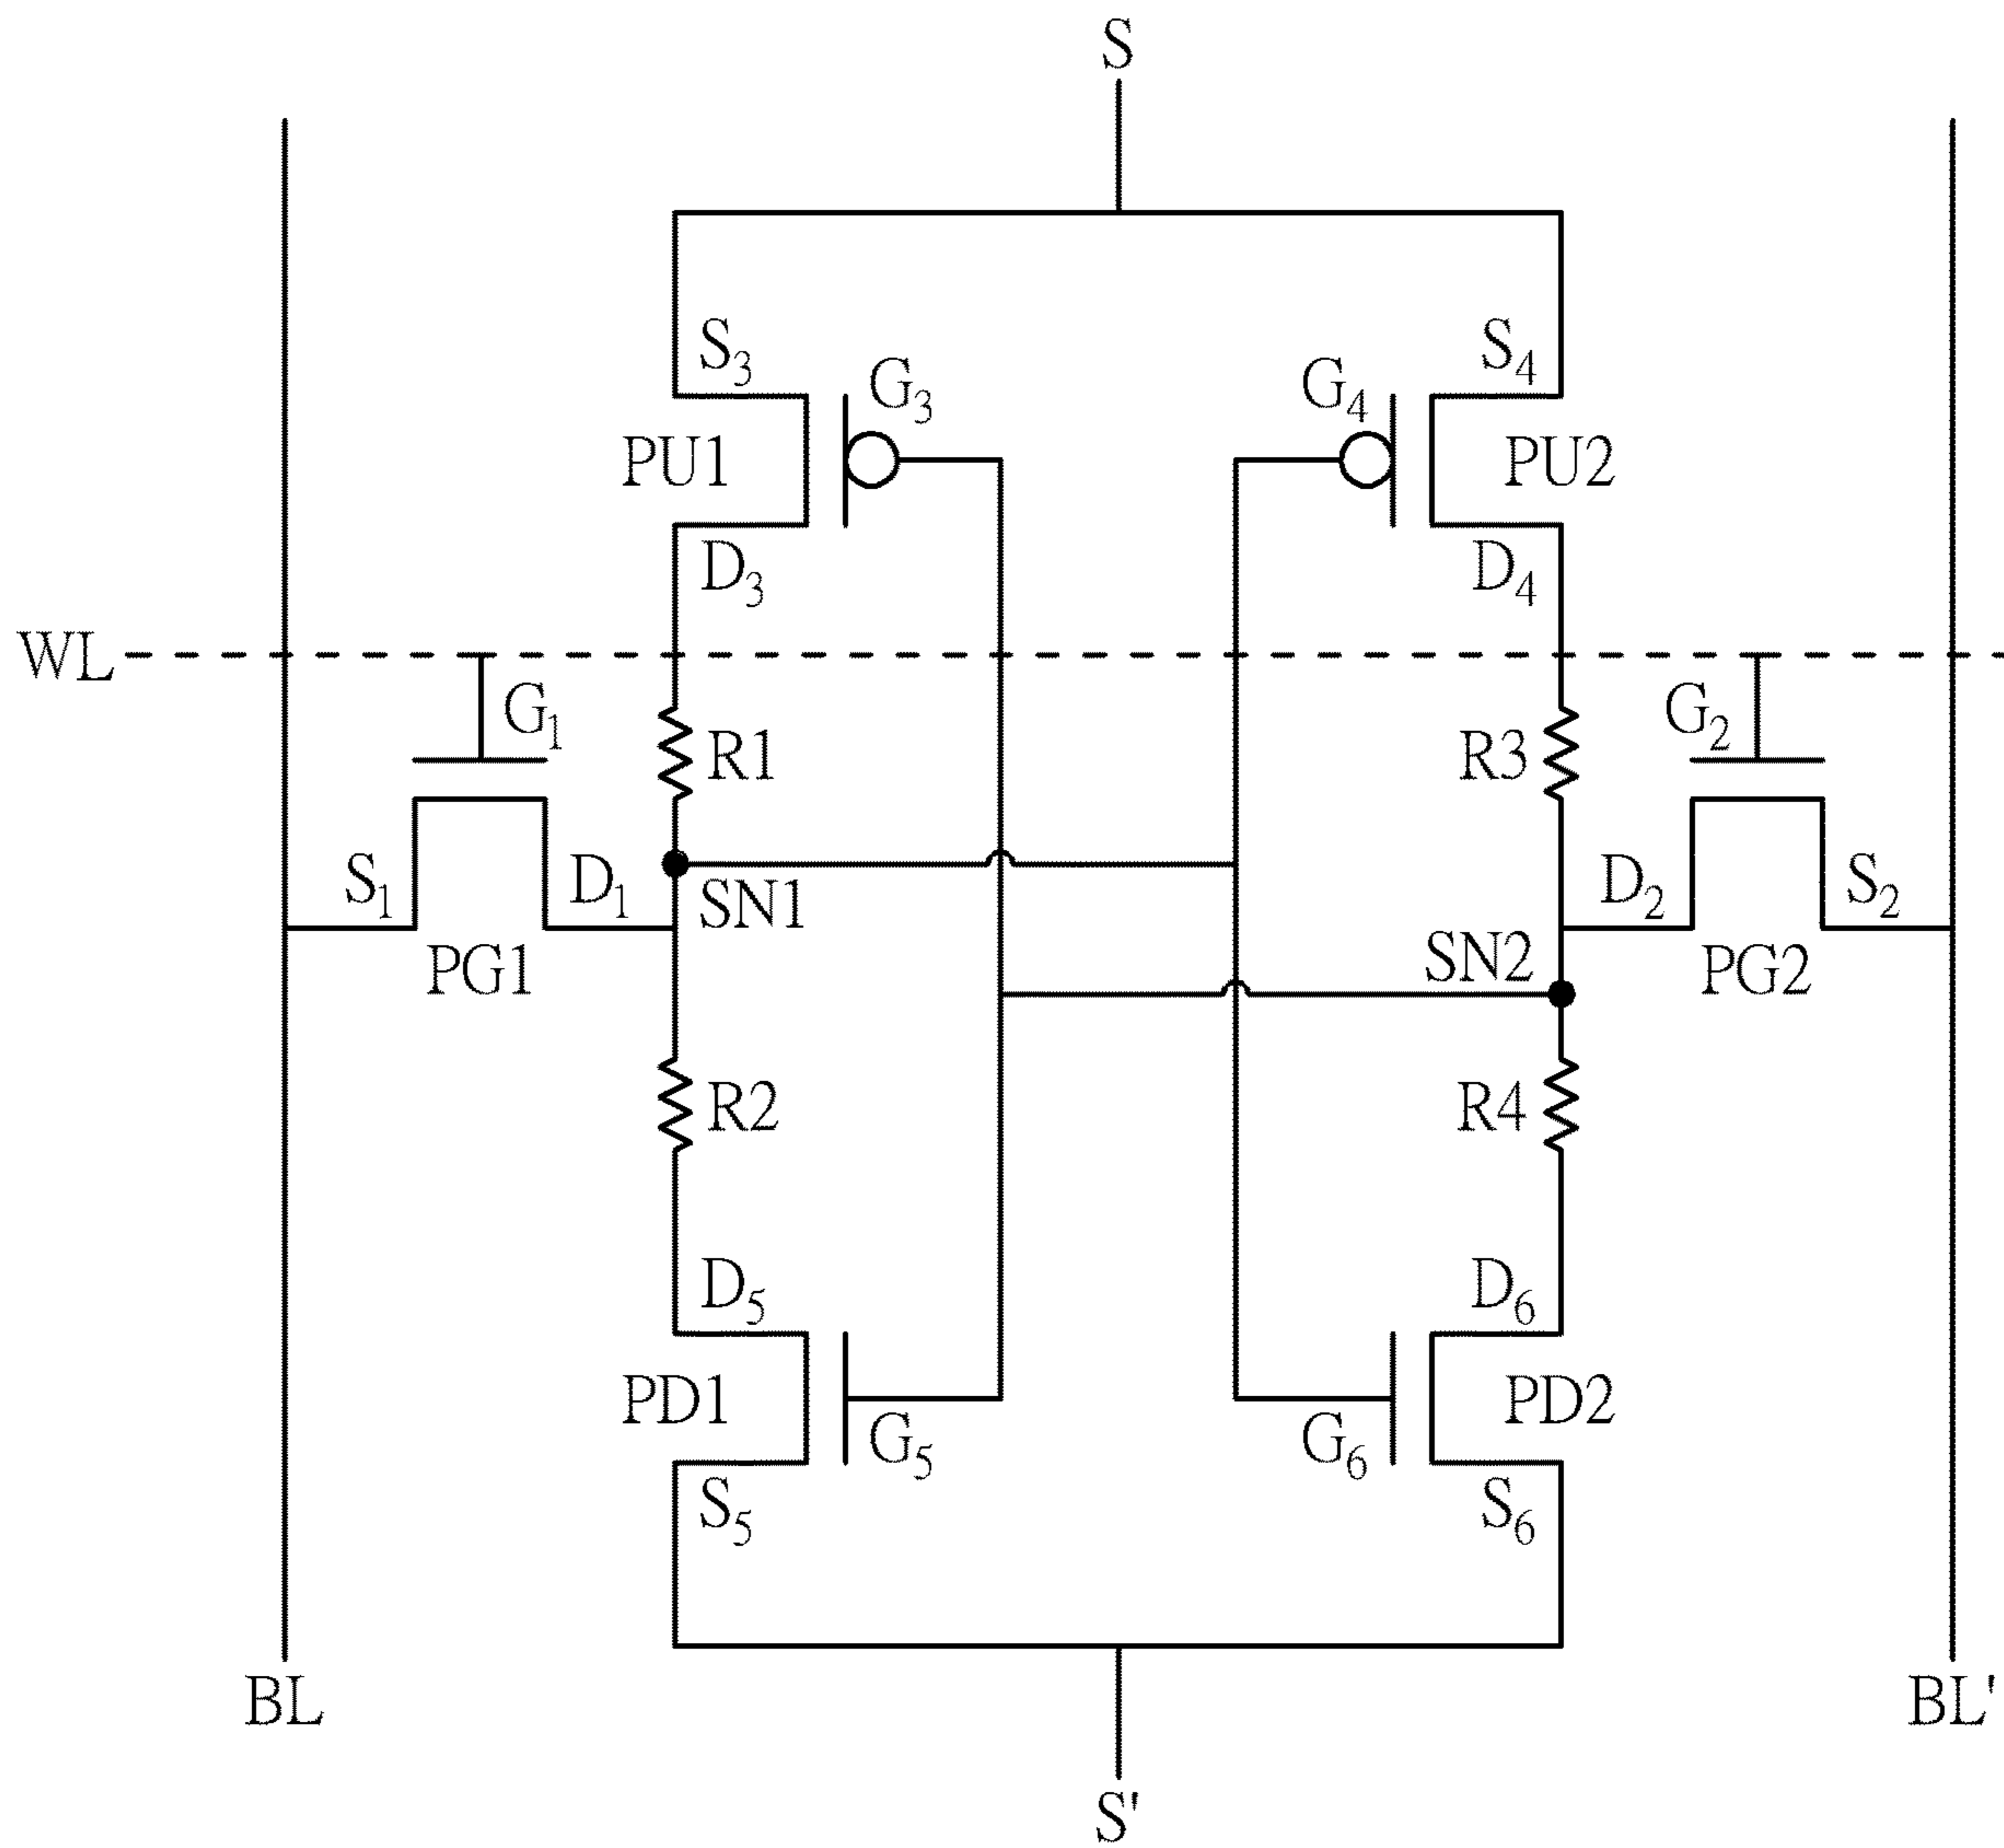 S
S₃
G₃
G₄
S₄
PU1
PU2
D₃
D₄
WL
G₁
R1
R3
G₂
S₁
D₁
SN1
D₂
S₂
PG1
SN2
PG2
R2
R4
D₅
D₆
PD1
PD2
G₅
G₆
S₅
S₆
BL
BL'
S'